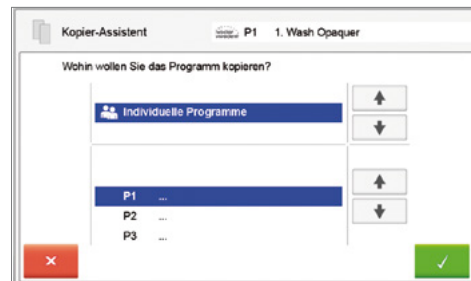 Kopier-Assistent P1 1. Wash Opaquer
Wohin wollen Sie das Programm kopieren?
Individuelle Programme
P1 ...
P2 ...
P3 ...